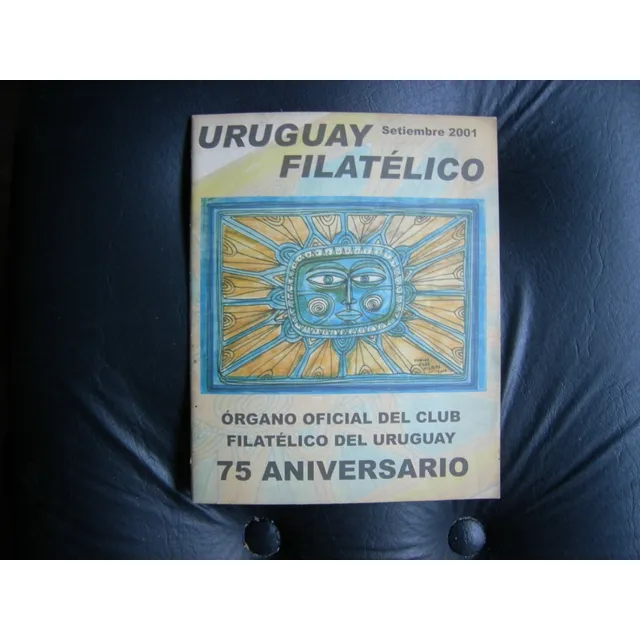 URUGUAY Setiembre 2001
FILATÉLICO
ÓRGANO OFICIAL DEL CLUB
FILATÉLICO DEL URUGUAY
75 ANIVERSARIO